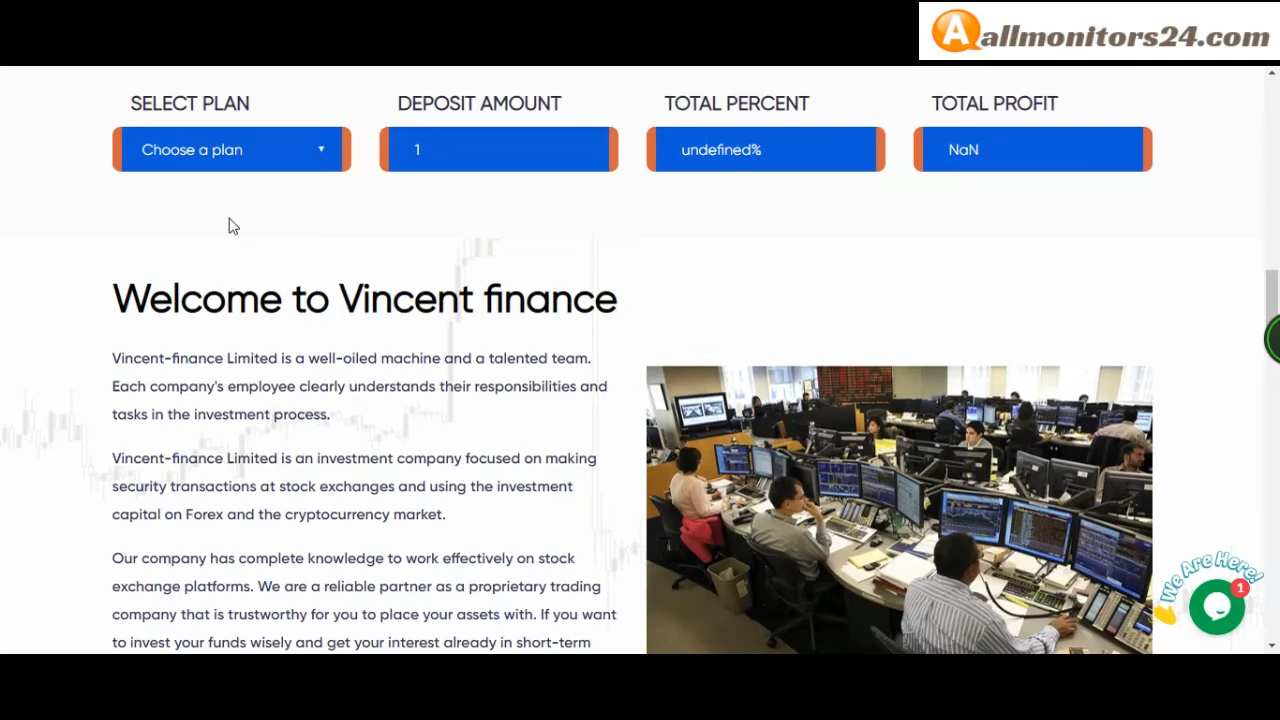 allmonitors24.com
SELECT PLAN
DEPOSIT AMOUNT
TOTAL PERCENT
TOTAL PROFIT
Choose a plan
1
undefined%
NaN
Welcome to Vincent finance
Vincent-finance Limited is a well-oiled machine and a talented team.
Each company's employee clearly understands their responsibilities and
tasks in the investment process.
Vincent-finance Limited is an investment company focused on making
security transactions at stock exchanges and using the investment
capital on Forex and the cryptocurrency market.
Our company has complete knowledge to work effectively on stock
exchange platforms. We are a reliable partner as a proprietary trading
company that is trustworthy for you to place your assets with. If you want
to invest your funds wisely and get your interest already in short-term
We Are Here!
1